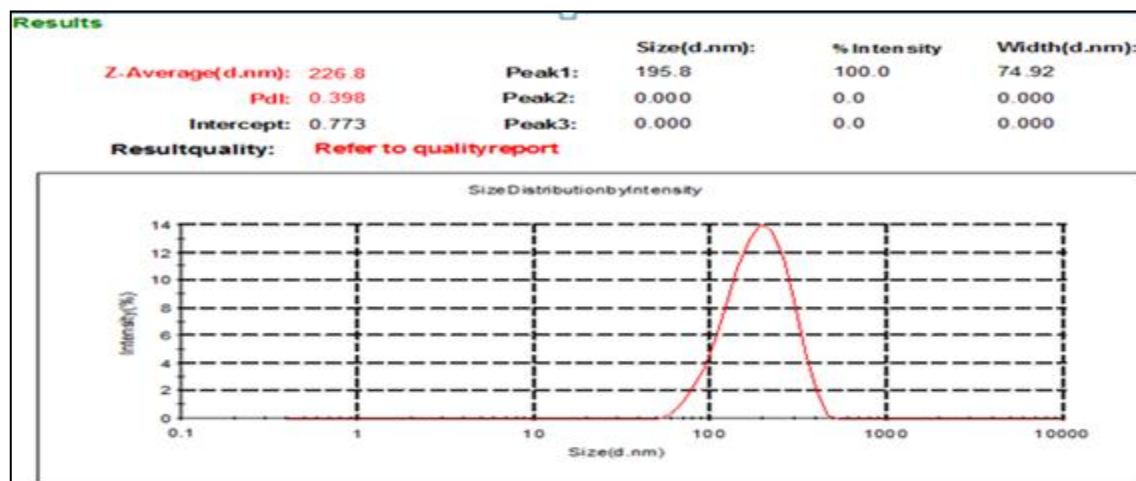 Results
Size(d.nm): %Intensity Width(d.nm):
Z-Average(d.nm): 226.8 Peak1: 195.8 100.0 74.92
PdI: 0.398 Peak2: 0.000 0.0 0.000
Intercept: 0.773 Peak3: 0.000 0.0 0.000
Resultquality: Refer to qualityreport
SizeDistributionbyIntensity
14
12
10
8
6
4
2
0
Intensity(%)
0.1 1 10 100 1000 10000
Size(d.nm)